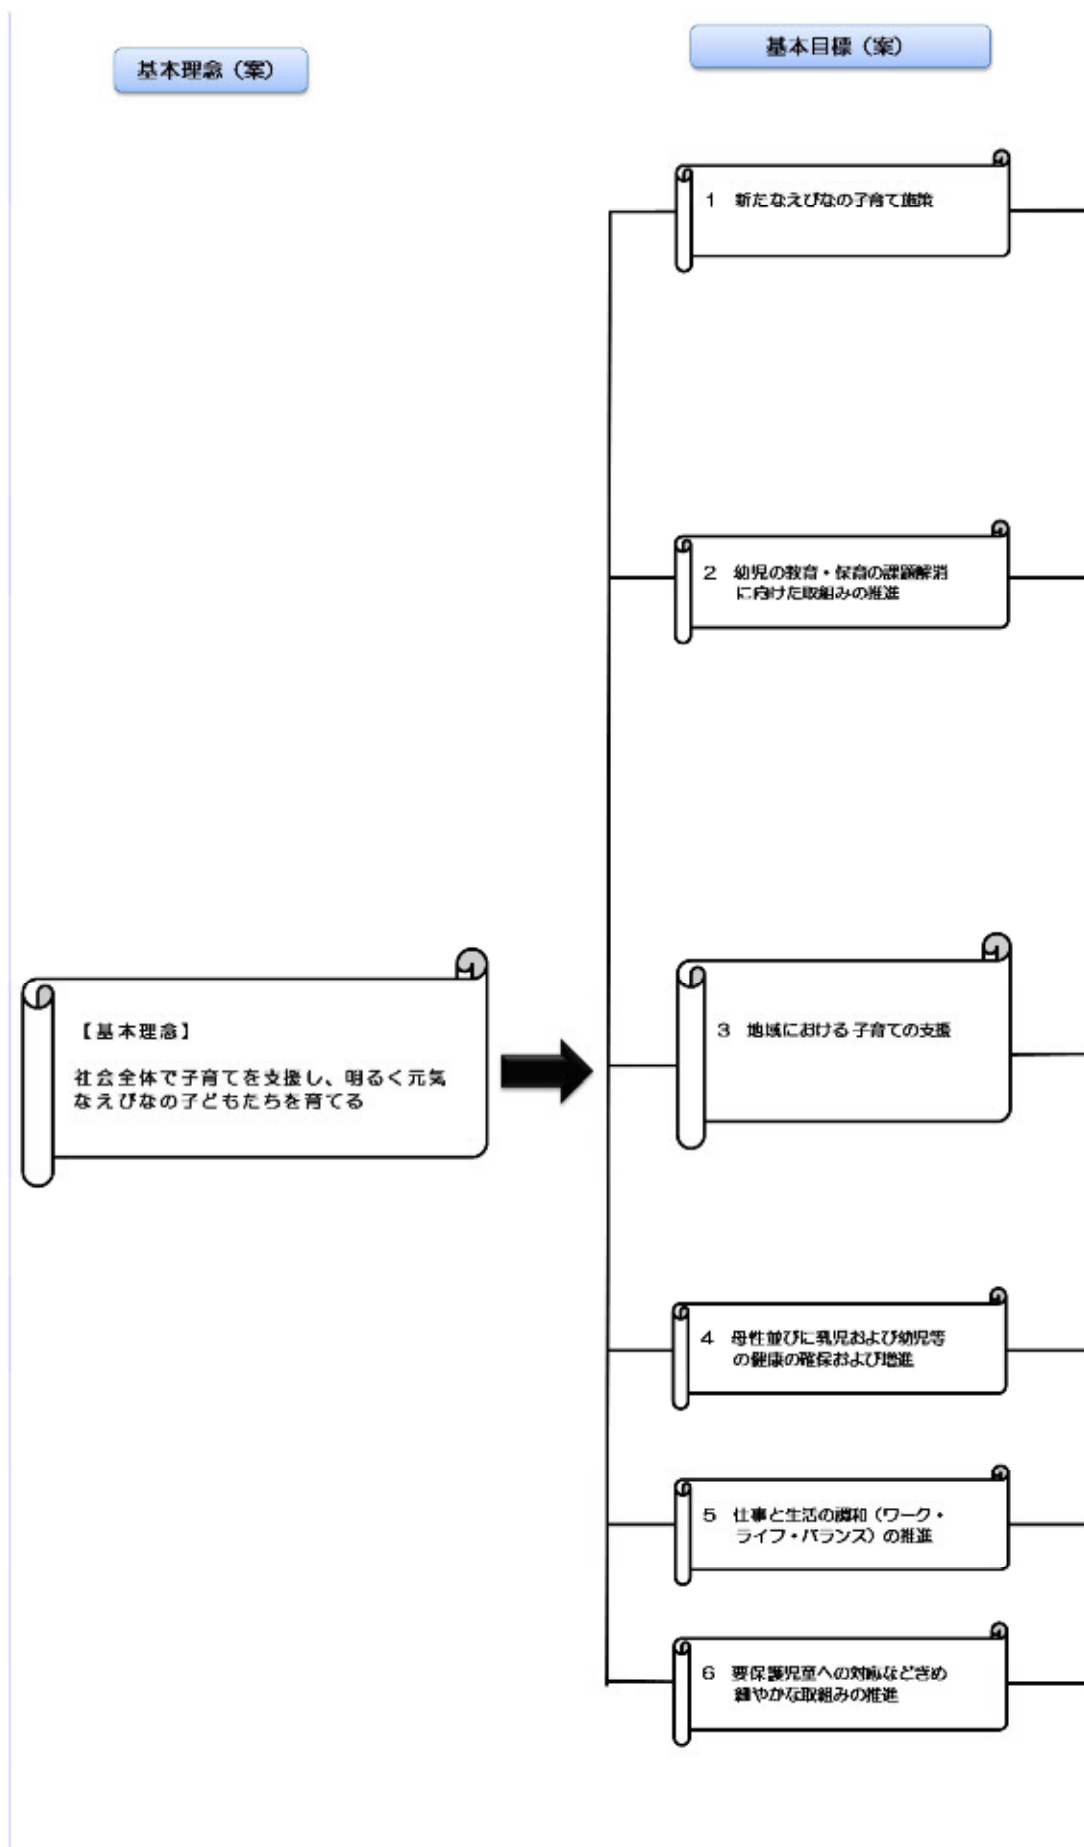 基本理念（案）
基本目標（案）
1 新たなえびなの子育て施策
2 幼児の教育・保育の課題解消
に向けた取組みの推進
【基本理念】
社会全体で子育てを支援し、明るく元気
なえびなの子どもたちを育てる
3 地域における子育ての支援
4 母性並びに乳児および幼児等
の健康の確保および増進
5 仕事と生活の調和（ワーク・
ライフ・バランス）の推進
6 要保護児童への対応などきめ
細やかな取組みの推進